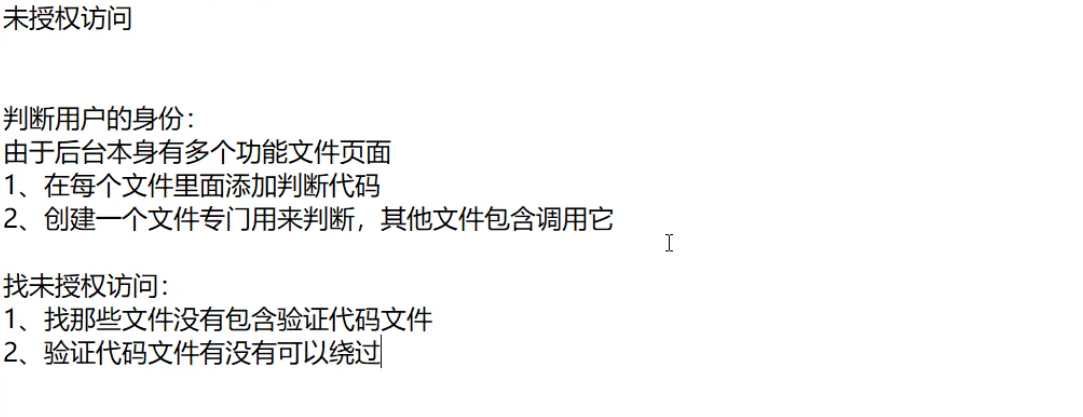 未授权访问
判断用户的身份：
由于后台本身有多个功能文件页面
1、在每个文件里面添加判断代码
2、创建一个文件专门用来判断，其他文件包含调用它
找未授权访问：
1、找那些文件没有包含验证代码文件
2、验证代码文件有没有可以绕过